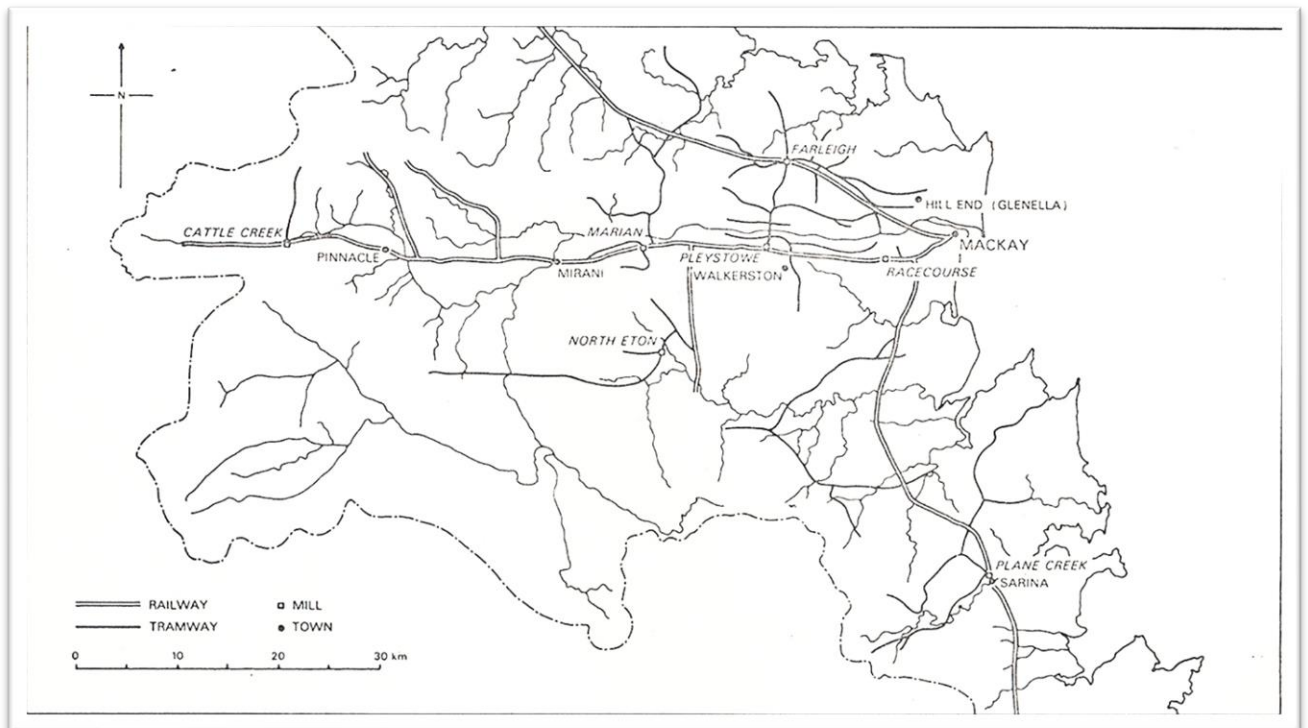 N
FARLEIGH
HILL END (GLENELLA)
CATTLE CREEK
MARIAN
MACKAY
PINNACLE
PLEYSTOWE
MIRANI
WALKERSTON
RACECOURSE
NORTH ETON
PLANE CREEK
SARINA
RAILWAY
MILL
TRAMWAY
TOWN
0 10 20 30 km